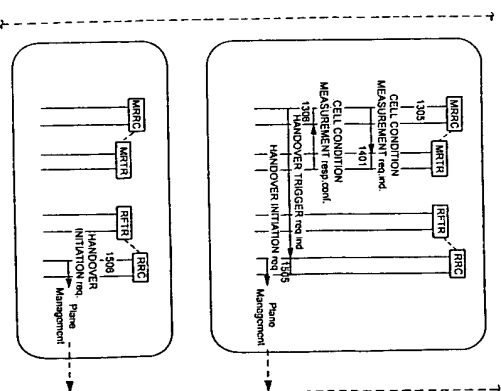 MRRC
MRTR
RFTR
RRC
1305
CELL CONDITION
MEASUREMENT req.ind.
1401
CELL CONDITION
MEASUREMENT resp.conf.
1306
HANDOVER TRIGGER req ind
HANDOVER INITIATION req
1505
Plane
Management
MRRC
MRTR
RFTR
RRC
1506
HANDOVER
INITIATION req.
Plane
Management